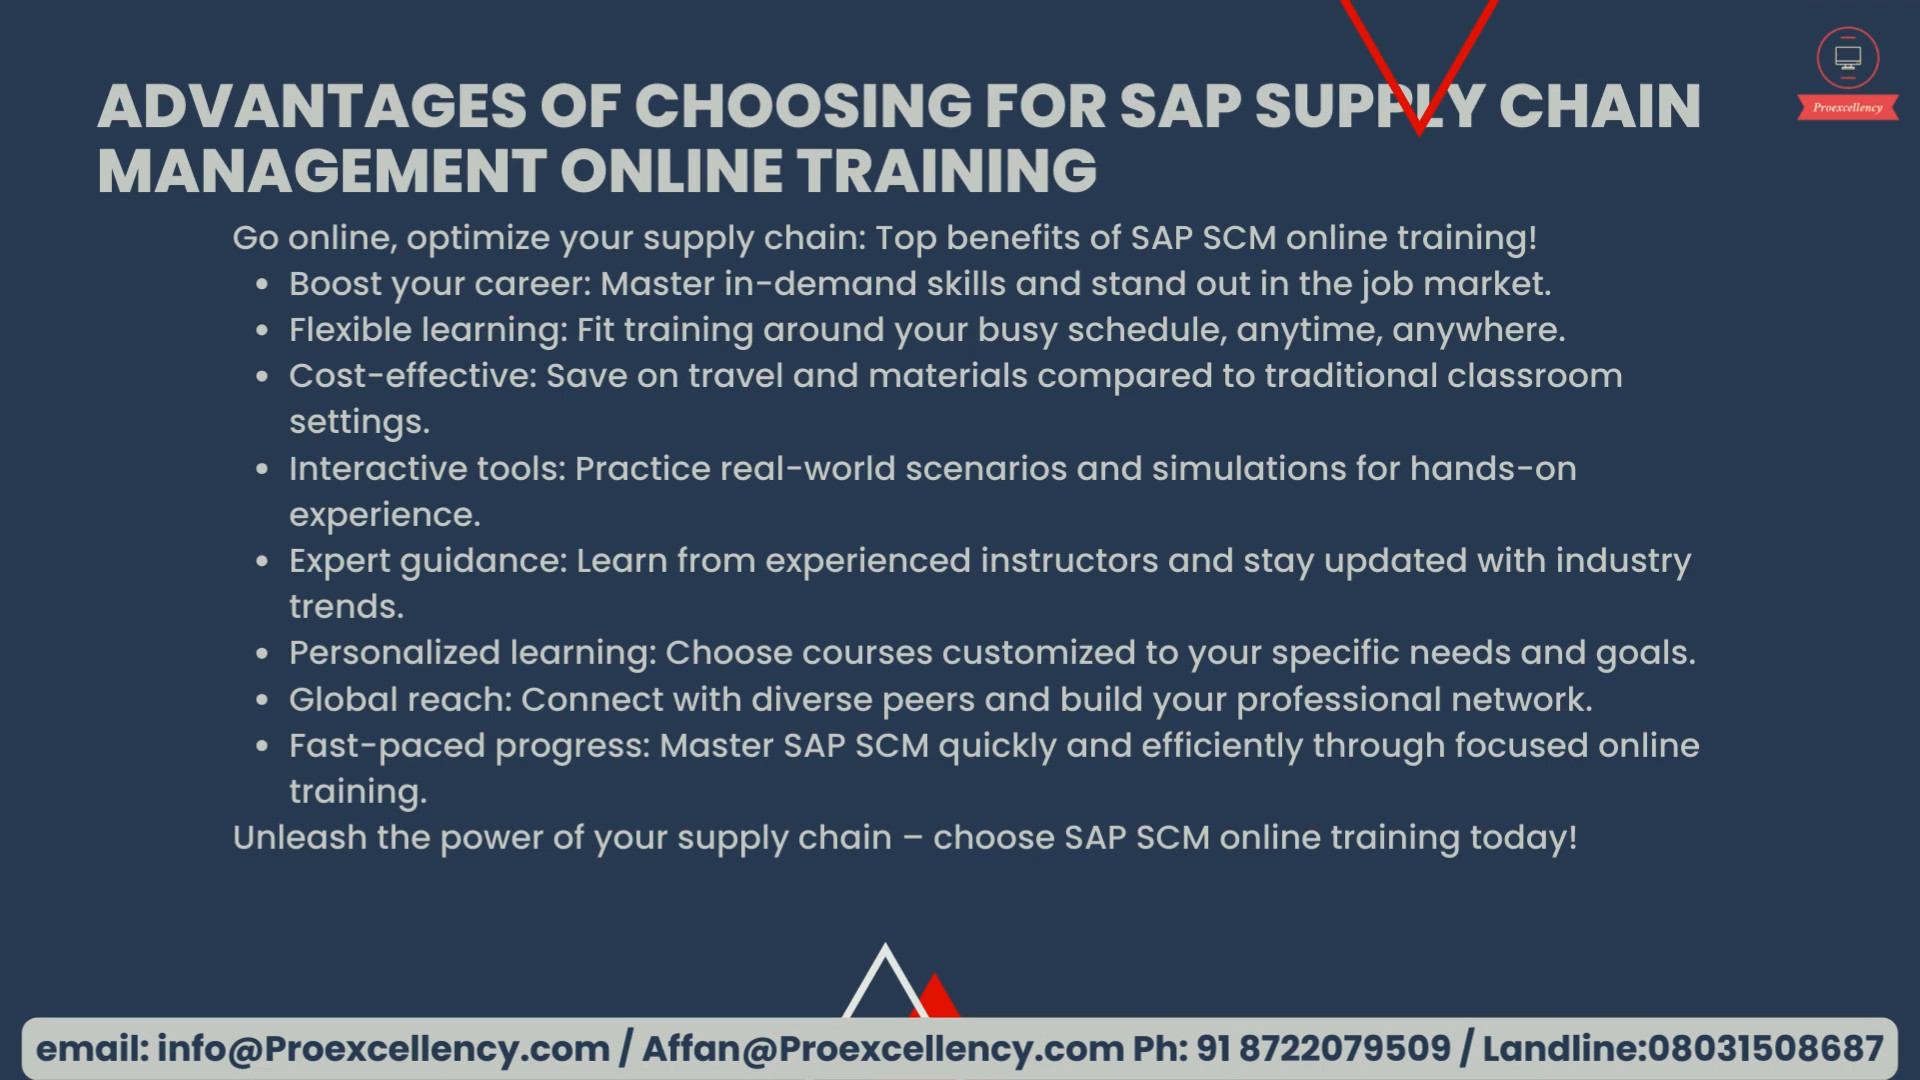 ADVANTAGES OF CHOOSING FOR SAP SUPPLY CHAIN
MANAGEMENT ONLINE TRAINING
Proexcellency
Go online, optimize your supply chain: Top benefits of SAP SCM online training!
• Boost your career: Master in-demand skills and stand out in the job market.
• Flexible learning: Fit training around your busy schedule, anytime, anywhere.
• Cost-effective: Save on travel and materials compared to traditional classroom
settings.
• Interactive tools: Practice real-world scenarios and simulations for hands-on
experience.
• Expert guidance: Learn from experienced instructors and stay updated with industry
trends.
• Personalized learning: Choose courses customized to your specific needs and goals.
• Global reach: Connect with diverse peers and build your professional network.
• Fast-paced progress: Master SAP SCM quickly and efficiently through focused online
training.
Unleash the power of your supply chain – choose SAP SCM online training today!
email: info@Proexcellency.com / Affan@Proexcellency.com Ph: 91 8722079509 / Landline:08031508687